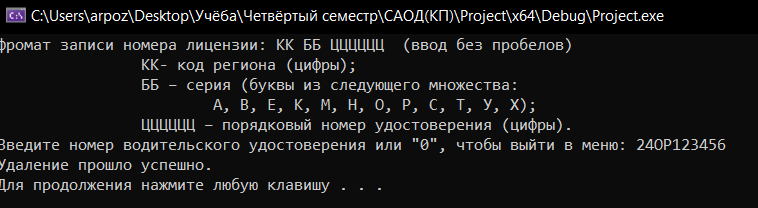 C:\Users\arpoz\Desktop\Учёба\Четвёртый семестр\САОД(КП)\Project\x64\Debug\Project.exe
фромат записи номера лицензии: КК ББ ЦЦЦЦЦЦ (ввод без пробелов)
КК- код региона (цифры);
ББ – серия (буквы из следующего множества:
А, В, Е, К, М, Н, О, Р, С, Т, У, Х);
ЦЦЦЦЦЦ – порядковый номер удостоверения (цифры).
Введите номер водительского удостоверения или "0", чтобы выйти в меню: 24ОР123456
Удаление прошло успешно.
Для продолжения нажмите любую клавишу . . .